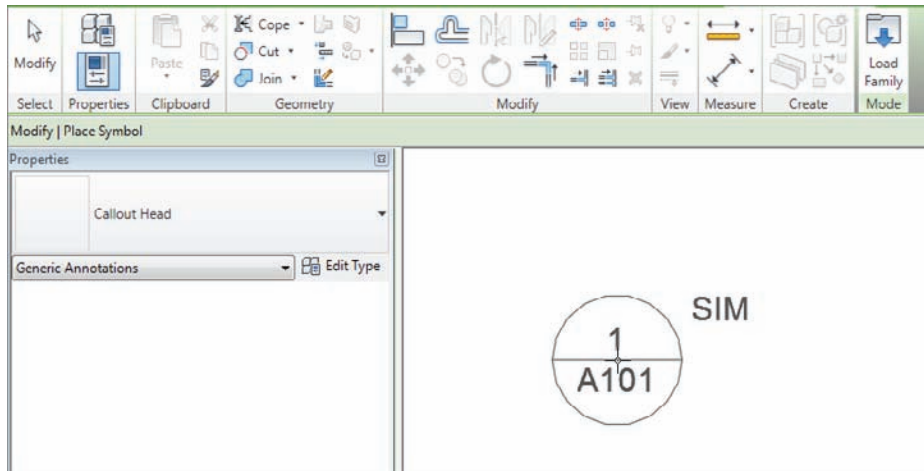 Modify
Properties
Paste
Cope
Cut
Join
Load
Family
Select
Properties
Clipboard
Geometry
Modify
View
Measure
Create
Mode
Modify | Place Symbol
Properties
Callout Head
Generic Annotations
Edit Type
SIM
1
A101